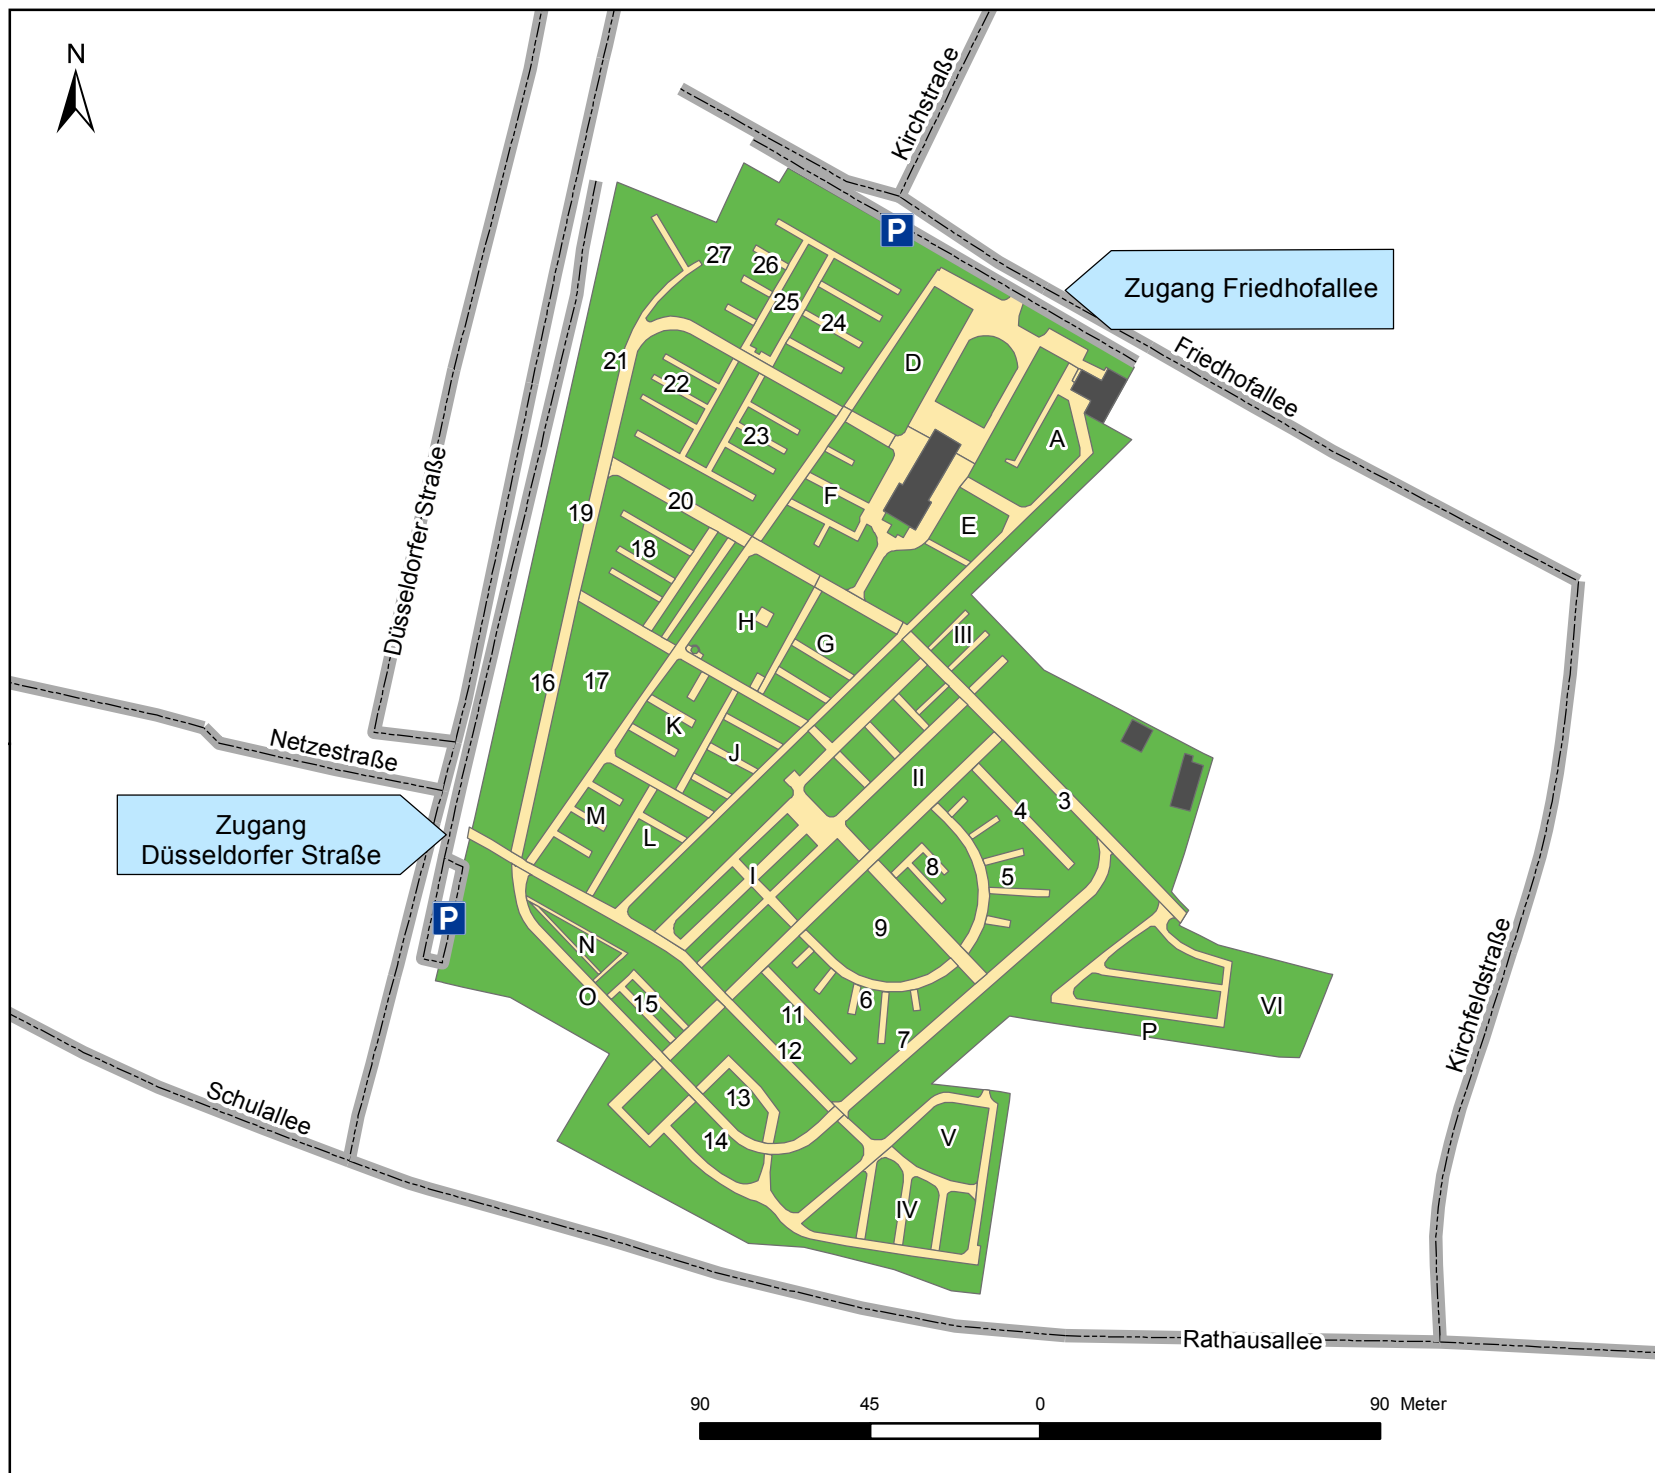 N
Kirchstraße
P
27
26
Zugang Friedhofallee
25
24
Friedhofallee
21
D
22
23
A
Düsseldorfer Straße
F
20
19
E
18
H
III
G
16
17
K
Netzestraße
J
II
3
4
M
Zugang
Düsseldorfer Straße
L
8
I
5
P
9
N
O
15
6
VI
11
7
P
12
Kirchfeldstraße
13
Schulallee
14
V
IV
Rathausallee
90 45 0 90 Meter